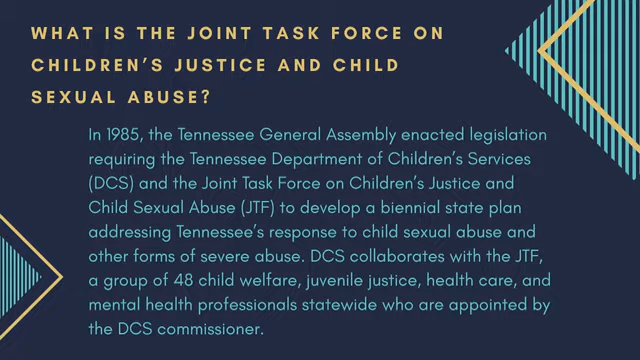 WHAT IS THE JOINT TASK FORCE ON
CHILDREN'S JUSTICE AND CHILD
SEXUAL ABUSE?
In 1985, the Tennessee General Assembly enacted legislation
requiring the Tennessee Department of Children's Services
(DCS) and the Joint Task Force on Children's Justice and
Child Sexual Abuse (JTF) to develop a biennial state plan
addressing Tennessee's response to child sexual abuse and
other forms of severe abuse. DCS collaborates with the JTF,
a group of 48 child welfare, juvenile justice, health care, and
mental health professionals statewide who are appointed by
the DCS commissioner.